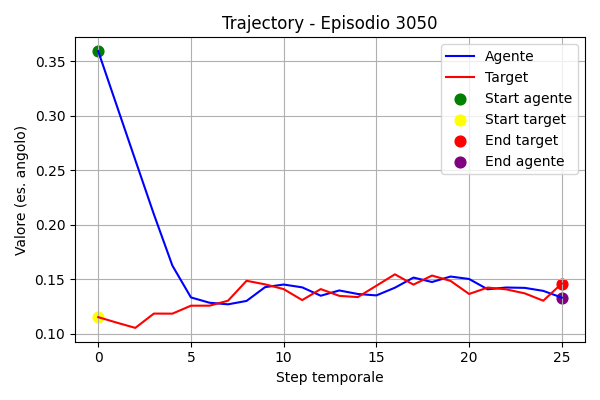 Trajectory - Episodio 3050
Valore (es. angolo)
0.35
0.30
0.25
0.20
0.15
0.10
Agente
Target
Start agente
Start target
End target
End agente
0 5 10 15 20 25
Step temporale